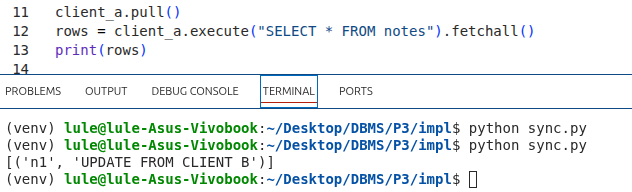 11 client_a.pull()
12 rows = client_a.execute("SELECT * FROM notes").fetchall()
13 print(rows)
14
PROBLEMS OUTPUT DEBUG CONSOLE TERMINAL PORTS
(venv) lule@lule-Asus-Vivobook:~/Desktop/DBMS/P3/impl$ python sync.py
(venv) lule@lule-Asus-Vivobook:~/Desktop/DBMS/P3/impl$ python sync.py
[('n1', 'UPDATE FROM CLIENT B')]
(venv) lule@lule-Asus-Vivobook:~/Desktop/DBMS/P3/impl$